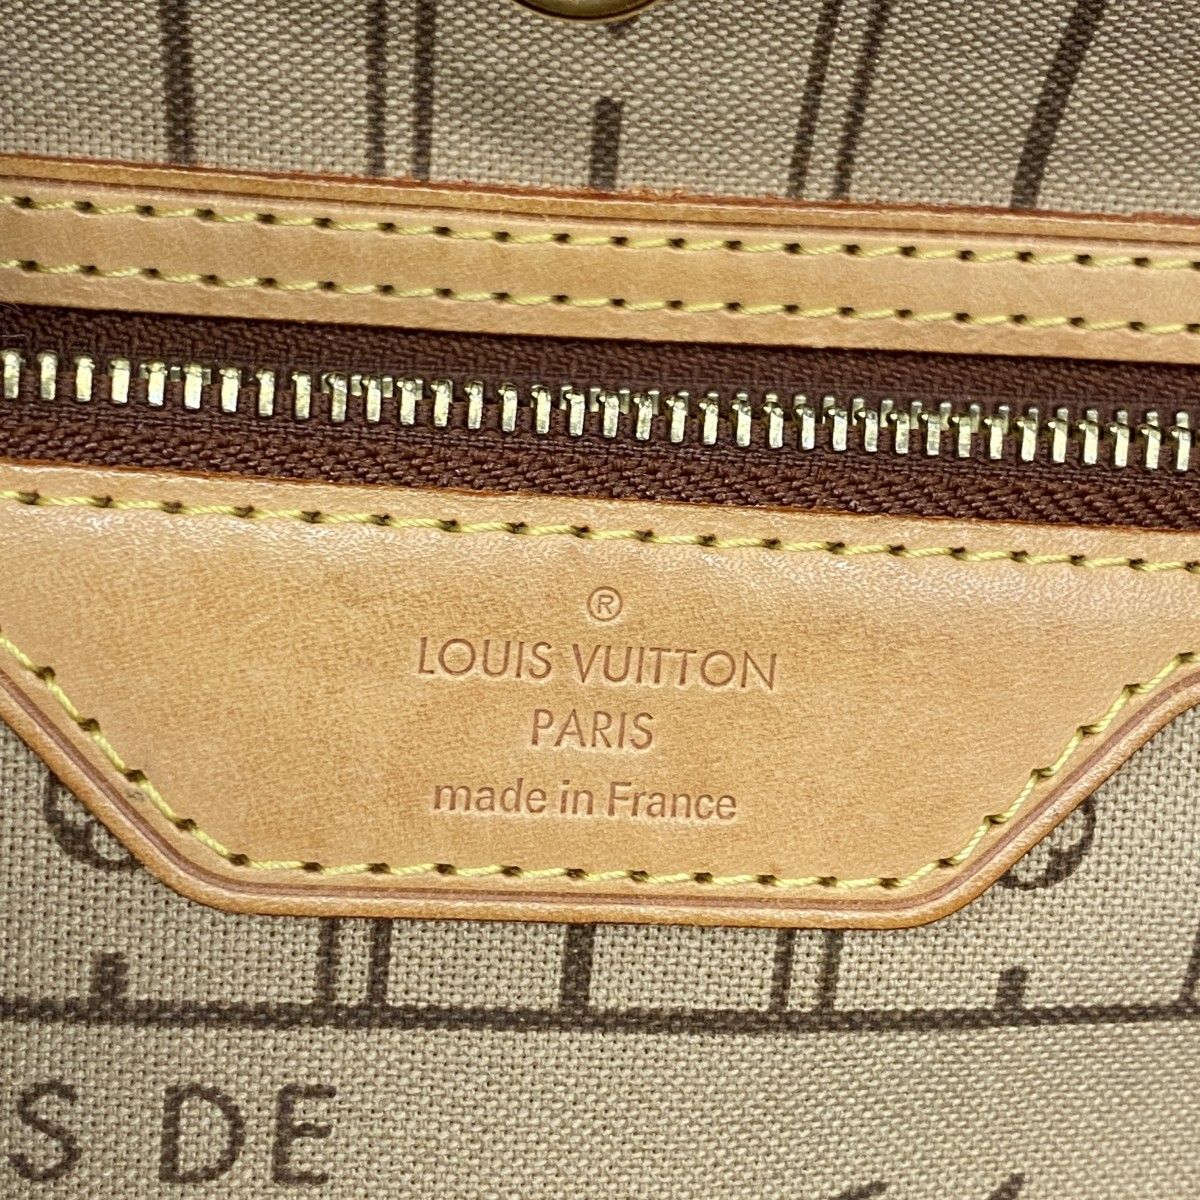 ®
LOUIS VUITTON
PARIS
made in France
S DE